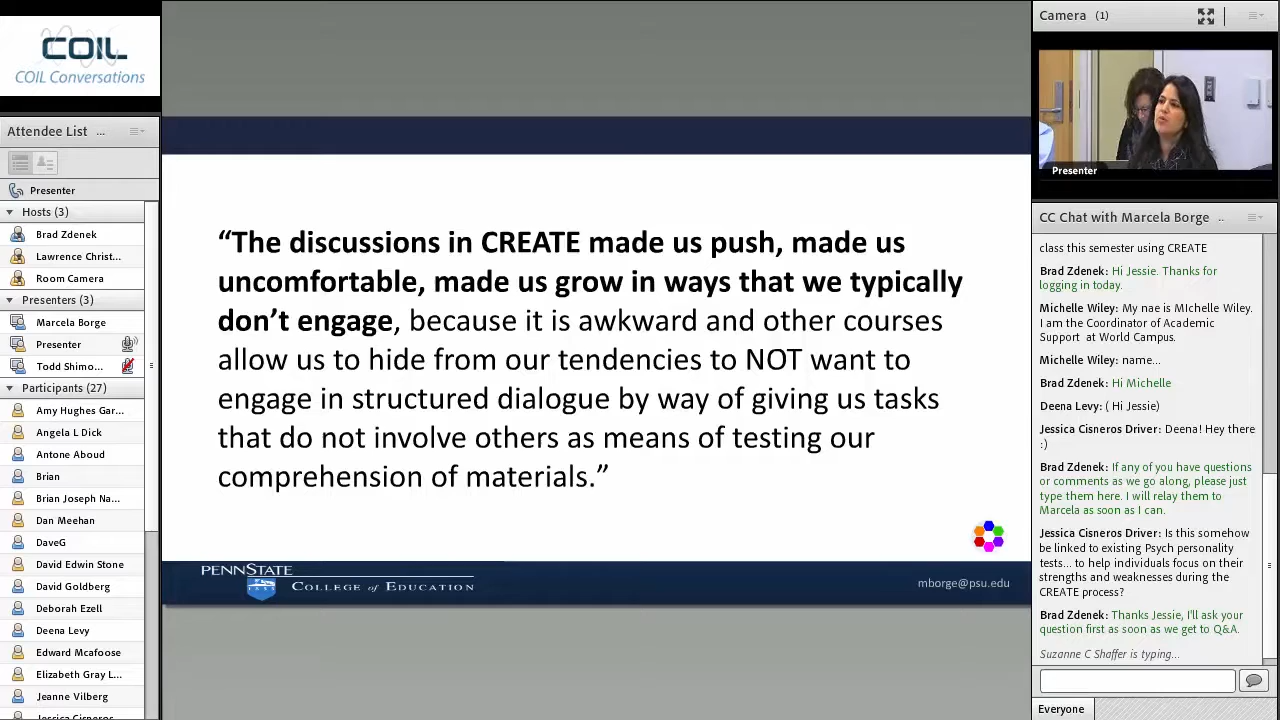 COIL
COIL Conversations
Attendee List ...
Presenter
Hosts (3)
Brad Zdenek
Lawrence Christ...
Room Camera
Presenters (3)
Marcela Borge
Presenter
Todd Shimo...
Participants (27)
Amy Hughes Gar...
Angela L Dick
Antone Aboud
Brian
Brian Joseph Na...
Dan Meehan
DaveG
David Edwin Stone
David Goldberg
Deborah Ezell
Deena Levy
Edward Mcafoose
Elizabeth Gray L...
Jeanne Vilberg
Jessica Cisneros
“The discussions in CREATE made us push, made us
uncomfortable, made us grow in ways that we typically
don’t engage, because it is awkward and other courses
allow us to hide from our tendencies to NOT want to
engage in structured dialogue by way of giving us tasks
that do not involve others as means of testing our
comprehension of materials.”
PENNSTATE
1855
COLLEGE of EDUCATION
mborge@psu.edu
Camera (1)
Presenter
CC Chat with Marcela Borge ..
class this semester using CREATE
Brad Zdenek: Hi Jessie. Thanks for
logging in today.
Michelle Wiley: My nae is MIchelle Wiley.
I am the Coordinator of Academic
Support at World Campus.
Michelle Wiley: name...
Brad Zdenek: Hi Michelle
Deena Levy: ( Hi Jessie)
Jessica Cisneros Driver: Deena! Hey there
:)
Brad Zdenek: If any of you have questions
or comments as we go along, please just
type them here. I will relay them to
Marcela as soon as I can.
Jessica Cisneros Driver: Is this somehow
be linked to existing Psych personality
tests... to help individuals focus on their
strengths and weaknesses during the
CREATE process?
Brad Zdenek: Thanks Jessie, I'll ask your
question first as soon as we get to Q&A.
Suzanne C Shaffer is typing...
Everyone